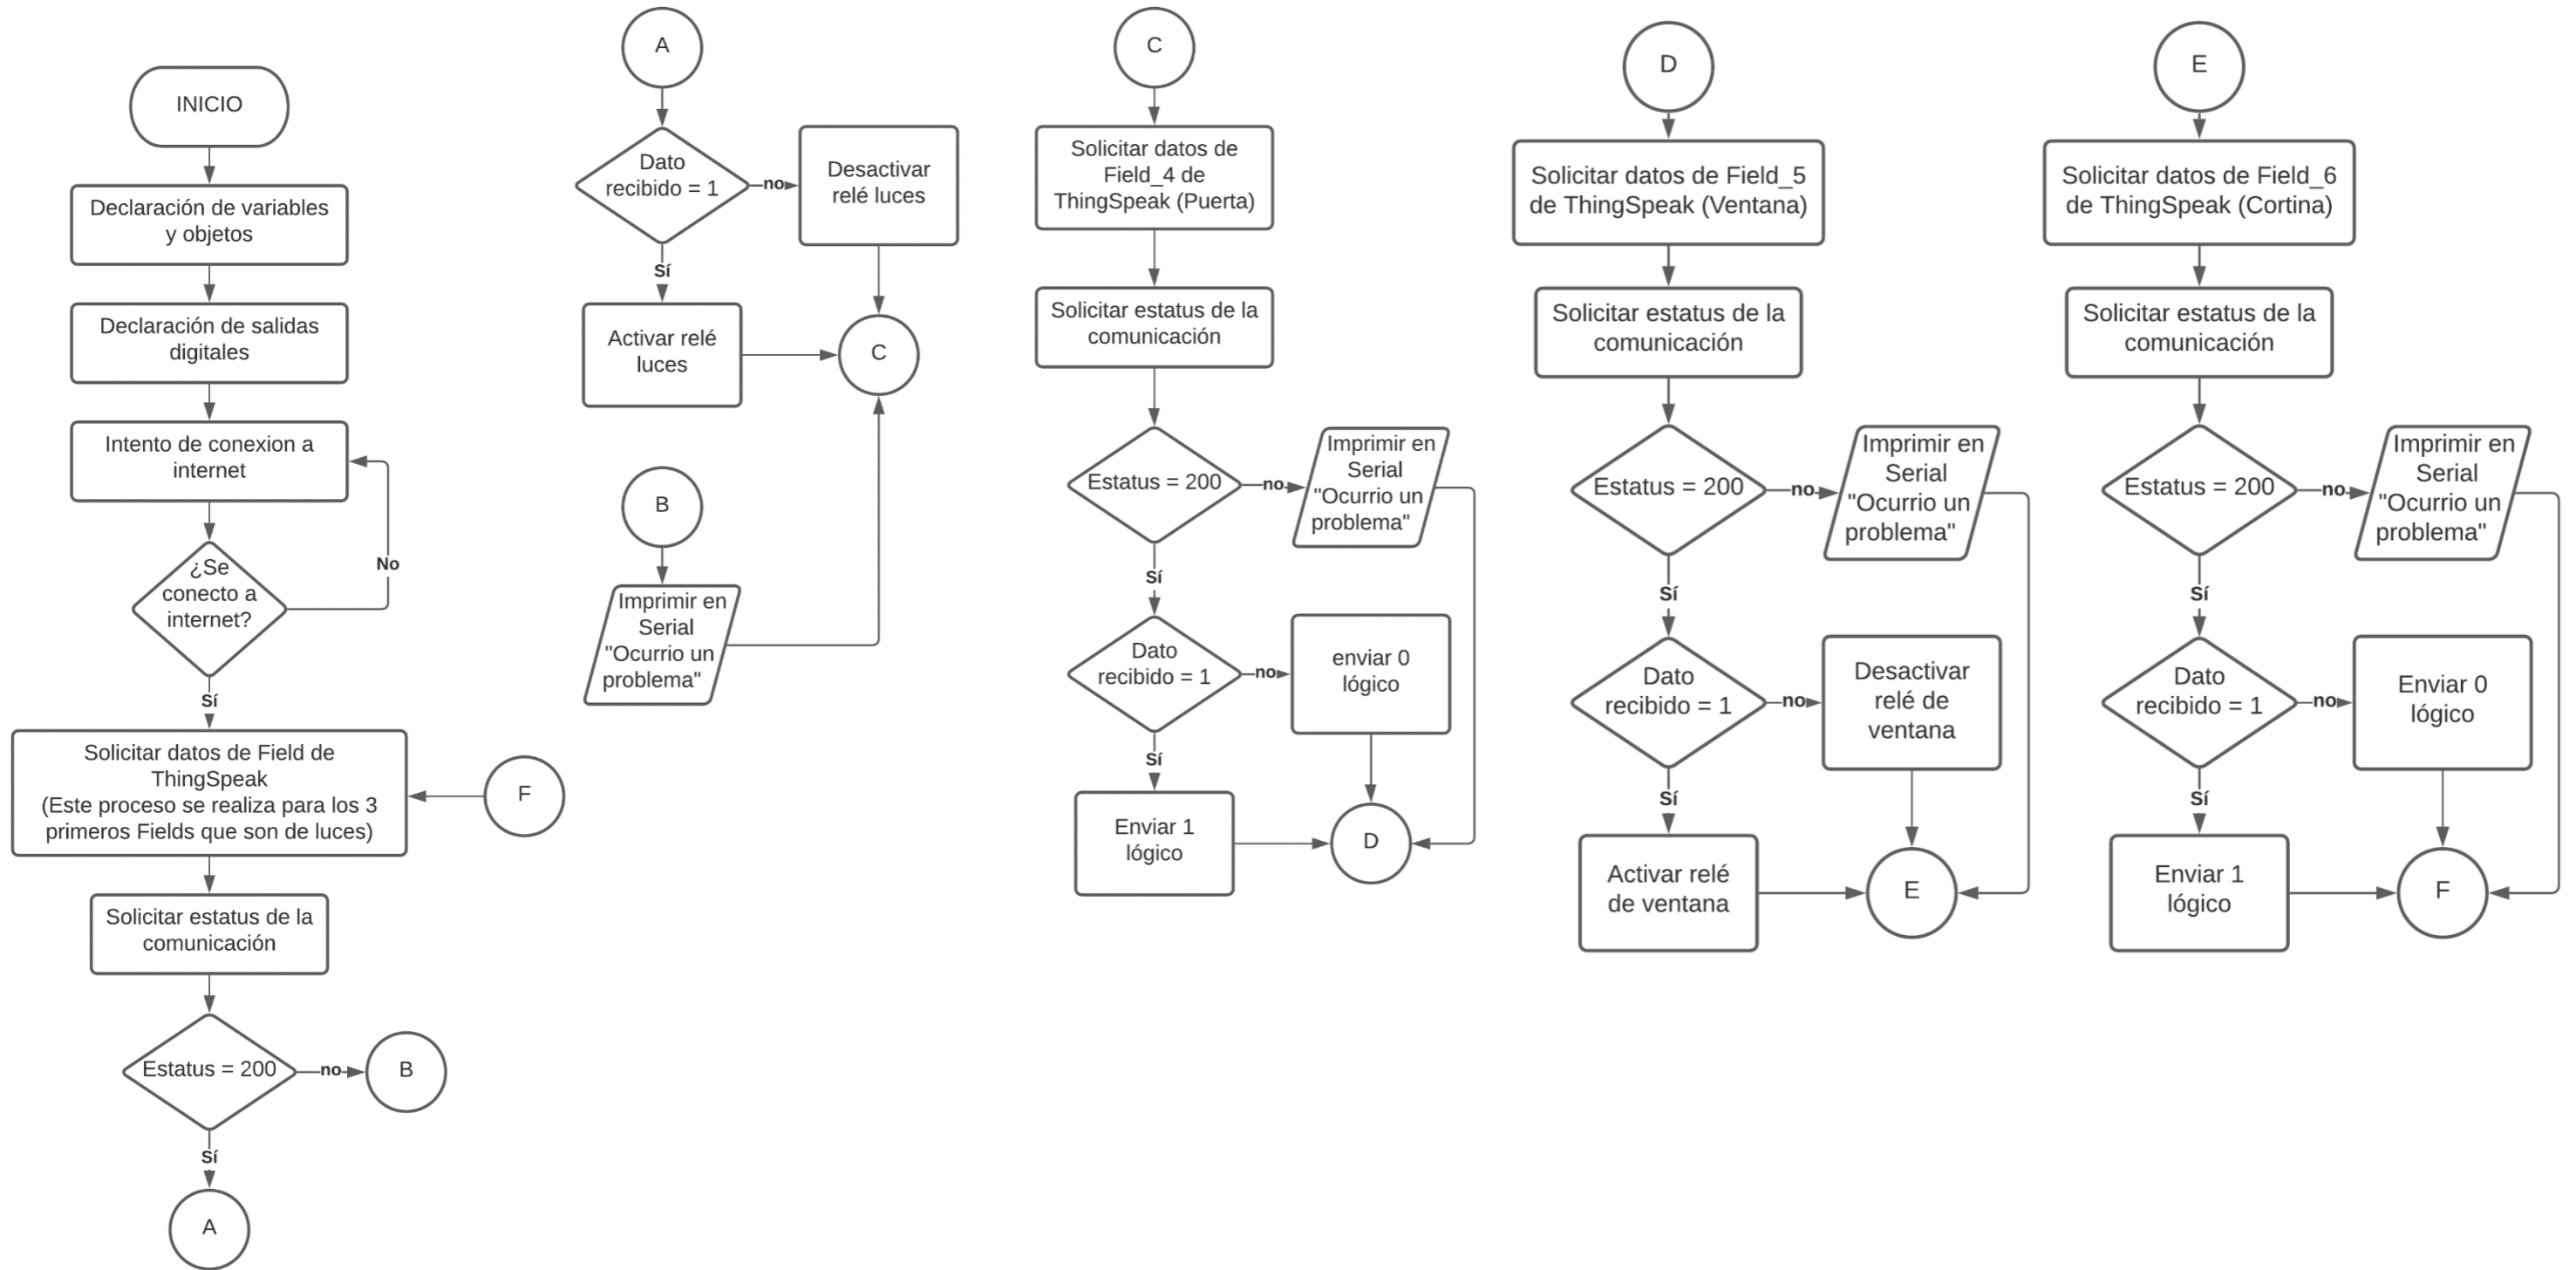 INICIO
Declaración de variables
y objetos
Declaración de salidas
digitales
Intento de conexion a
internet
¿Se
conecto a
internet?
No
Sí
Solicitar datos de Field de
ThingSpeak
(Este proceso se realiza para los 3
primeros Fields que son de luces)
F
Solicitar estatus de la
comunicación
Estatus = 200
no
B
Sí
A
A
Dato
recibido = 1
no
Desactivar
relé luces
Sí
Activar relé
luces
C
B
Imprimir en
Serial
"Ocurrio un
problema"
C
Solicitar datos de
Field_4 de
ThingSpeak (Puerta)
Solicitar estatus de la
comunicación
Estatus = 200
no
Imprimir en
Serial
"Ocurrio un
problema"
Sí
Dato
recibido = 1
no
enviar 0
lógico
Sí
Enviar 1
lógico
D
D
Solicitar datos de Field_5
de ThingSpeak (Ventana)
Solicitar estatus de la
comunicación
Estatus = 200
no
Imprimir en
Serial
"Ocurrio un
problema"
Sí
Dato
recibido = 1
no
Desactivar
relé de
ventana
Sí
Activar relé
de ventana
E
E
Solicitar datos de Field_6
de ThingSpeak (Cortina)
Solicitar estatus de la
comunicación
Estatus = 200
no
Imprimir en
Serial
"Ocurrio un
problema"
Sí
Dato
recibido = 1
no
Enviar 0
lógico
Sí
Enviar 1
lógico
F